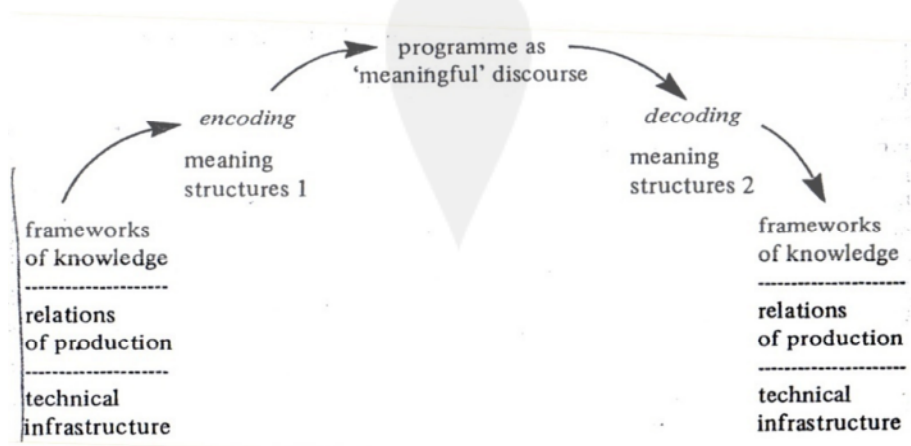 programme as
'meaningful' discourse
encoding
meaning
structures 1
decoding
meaning
structures 2
frameworks
of knowledge
relations
of production
technical
infrastructure
frameworks
of knowledge
relations
of production
technical
infrastructure